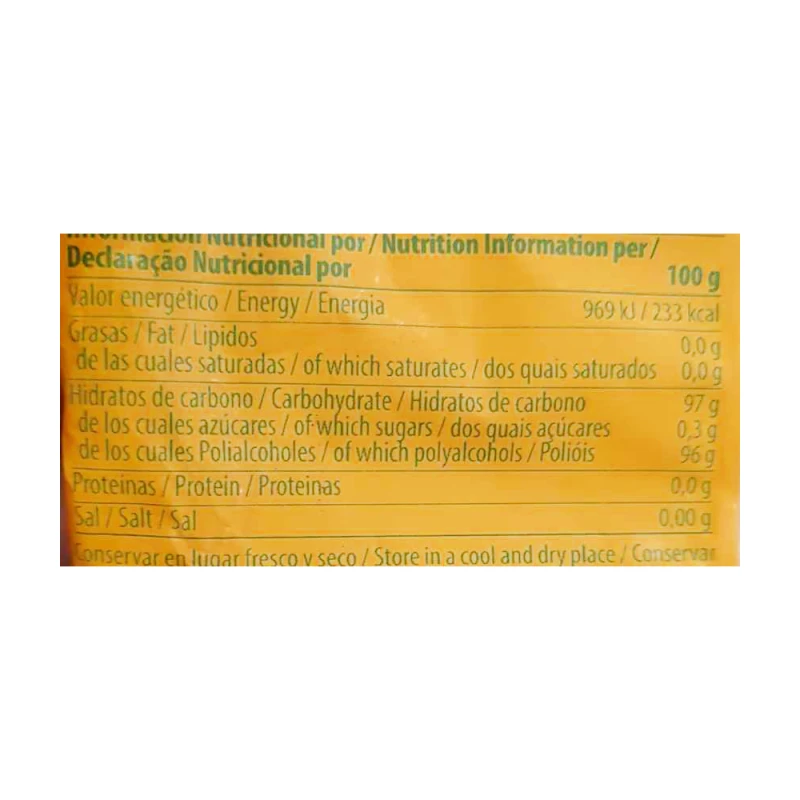 Información Nutricional por / Nutrition Information per /
Declaração Nutricional por 100 g
Valor energético / Energy / Energia 969 kJ / 233 kcal
Grasas / Fat / Lipidos 0,0 g
de las cuales saturadas / of which saturates / dos quais saturados 0,0 g
Hidratos de carbono / Carbohydrate / Hidratos de carbono 97 g
de los cuales azúcares / of which sugars / dos quais açúcares 0,3 g
de los cuales Polialcoholes / of which polyalcohols / Polióis 96 g
Proteinas / Protein / Proteinas 0,0 g
Sal / Salt / Sal 0,00 g
Conservar en lugar fresco y seco / Store in a cool and dry place / Conservar